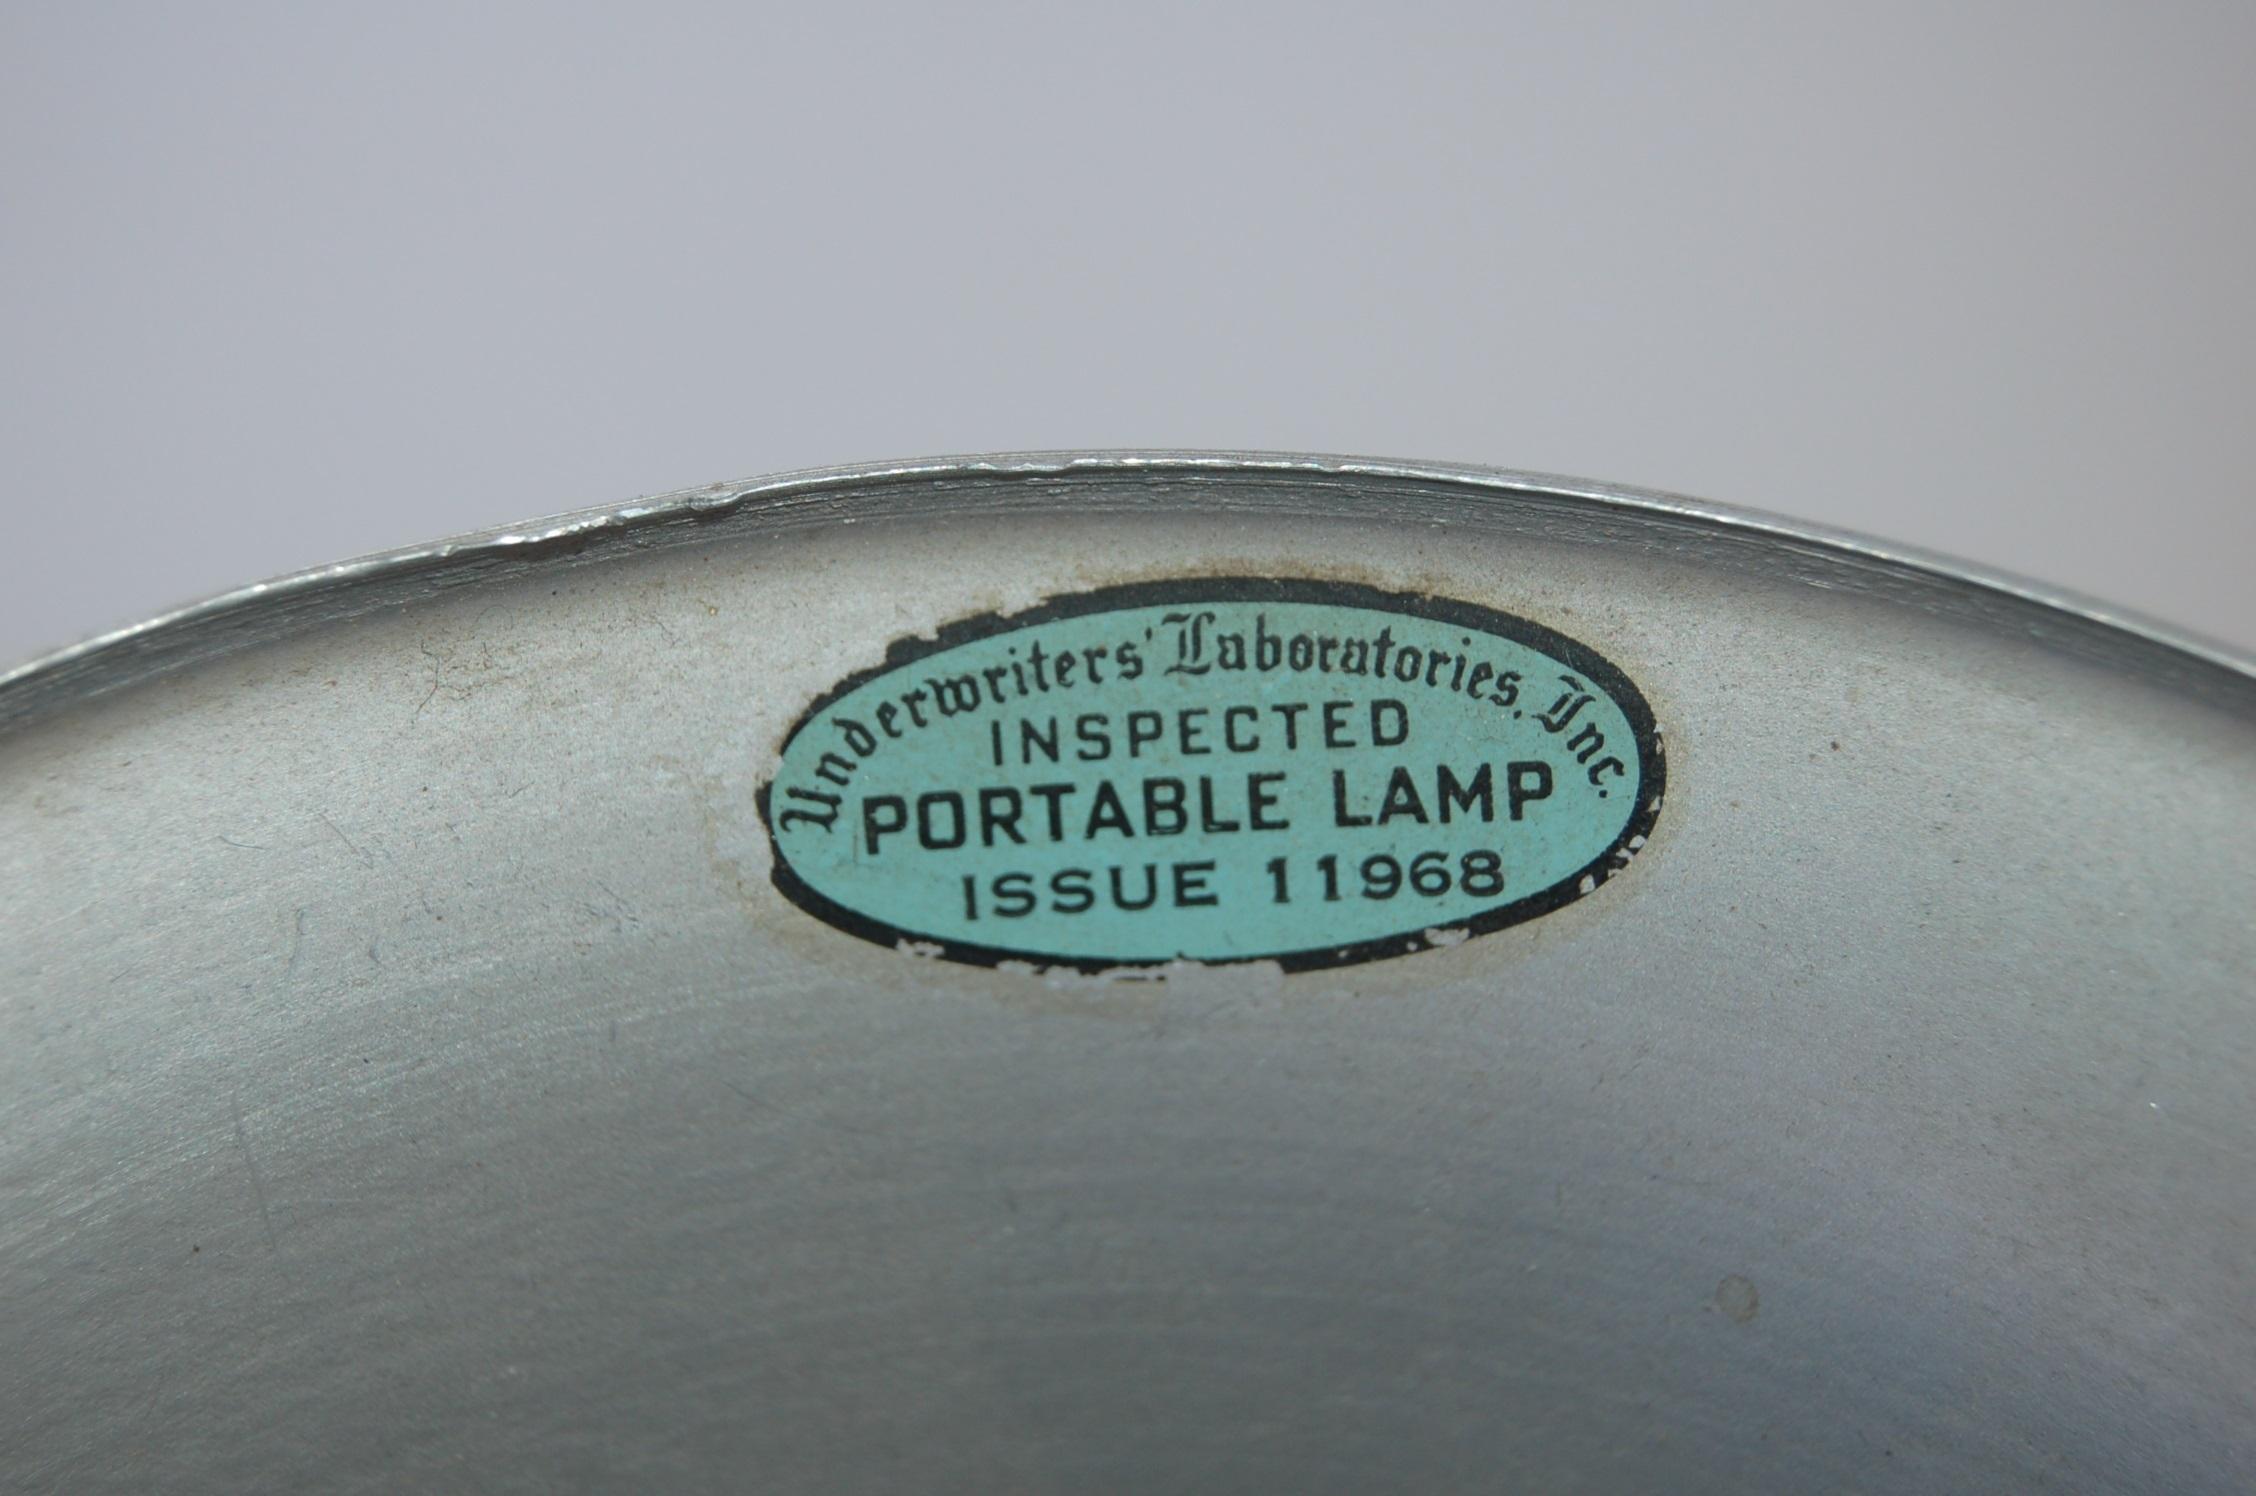 Underwriters' Laboratories, Inc.
INSPECTED
PORTABLE LAMP
ISSUE 11968